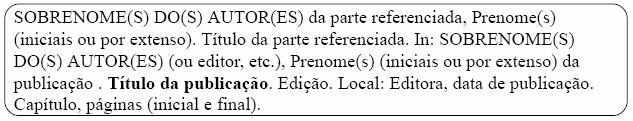 SOBRENOME(S) DO(S) AUTOR(ES) da parte referenciada, Prenome(s)
(iniciais ou por extenso). Título da parte referenciada. In: SOBRENOME(S)
DO(S) AUTOR(ES) (ou editor, etc.), Prenome(s) (iniciais ou por extenso) da
publicação . Título da publicação. Edição. Local: Editora, data de publicação.
Capítulo, páginas (inicial e final).